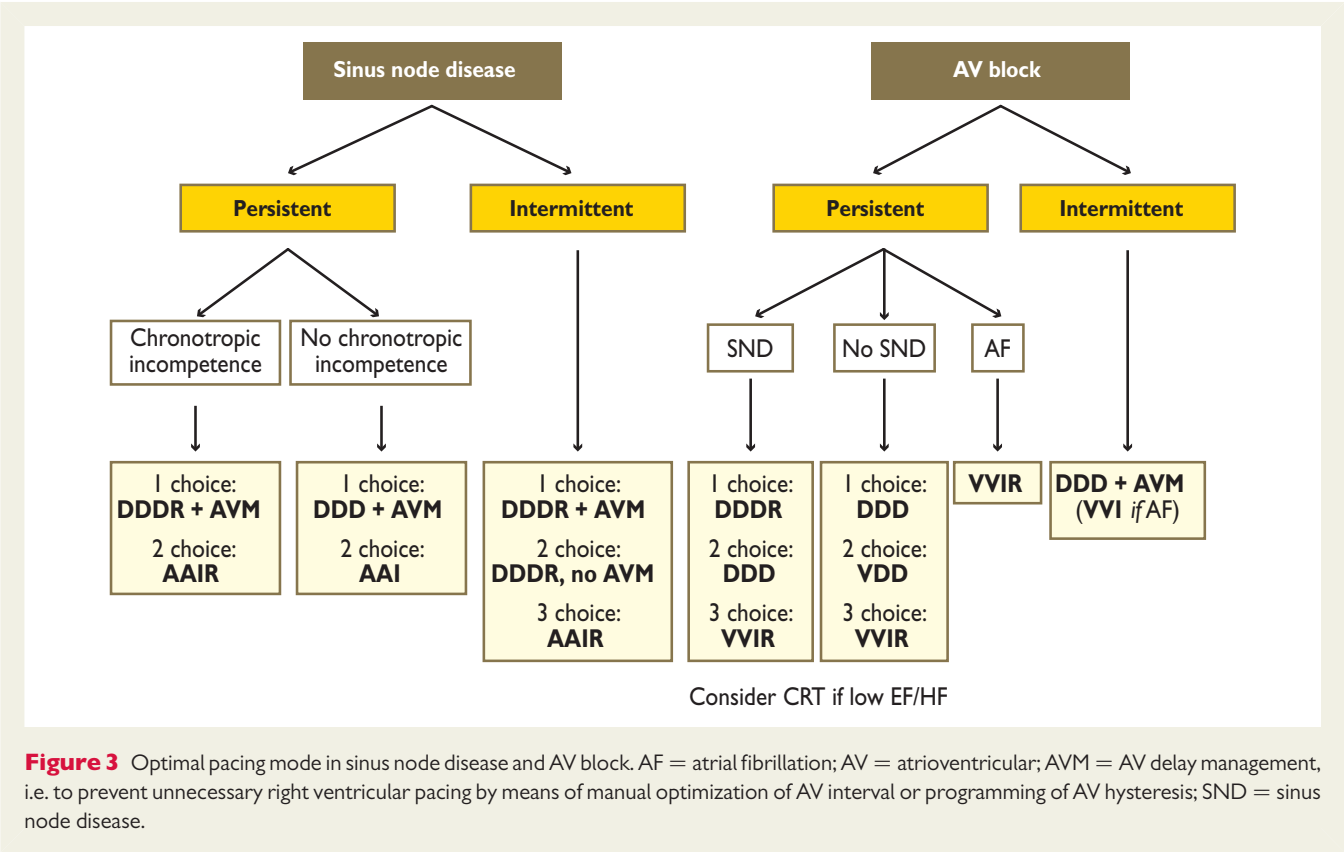 Sinus node disease
AV block
Persistent
Intermittent
Persistent
Intermittent
Chronotropic
incompetence
No chronotropic
incompetence
SND
No SND
AF
1 choice:
DDDR + AVM
2 choice:
AAIR
1 choice:
DDD + AVM
2 choice:
AAI
1 choice:
DDDR + AVM
2 choice:
DDDR, no AVM
3 choice:
AAIR
1 choice:
DDDR
2 choice:
DDD
3 choice:
VVIR
1 choice:
DDD
2 choice:
VDD
3 choice:
VVIR
VVIR
DDD + AVM
(VVI if AF)
Consider CRT if low EF/HF
Figure 3 Optimal pacing mode in sinus node disease and AV block. AF = atrial fibrillation; AV = atrioventricular; AVM = AV delay management,
i.e. to prevent unnecessary right ventricular pacing by means of manual optimization of AV interval or programming of AV hysteresis; SND = sinus
node disease.